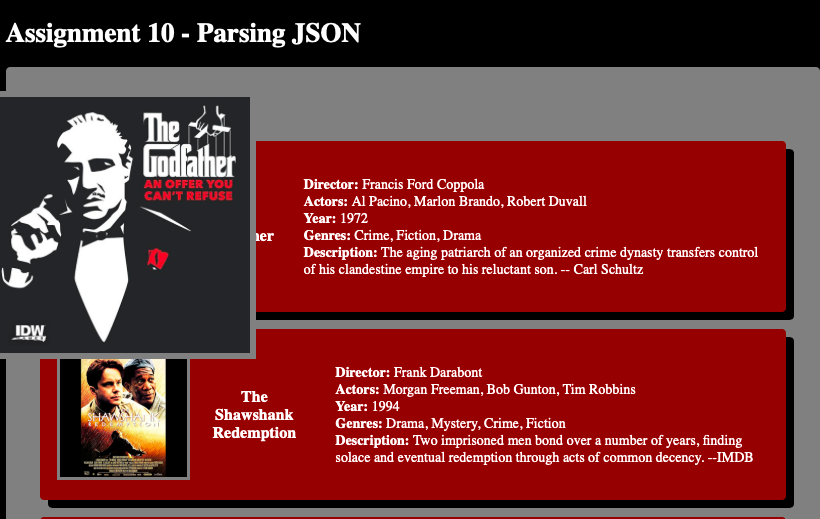 Assignment 10 - Parsing JSON
The
Godfather
AN OFFER YOU
CAN'T REFUSE
IDW
GAMES
her
Director: Francis Ford Coppola
Actors: Al Pacino, Marlon Brando, Robert Duvall
Year: 1972
Genres: Crime, Fiction, Drama
Description: The aging patriarch of an organized crime dynasty transfers control
of his clandestine empire to his reluctant son. -- Carl Schultz
SHAWSHANK
REDEMPTION
The
Shawshank
Redemption
Director: Frank Darabont
Actors: Morgan Freeman, Bob Gunton, Tim Robbins
Year: 1994
Genres: Drama, Mystery, Crime, Fiction
Description: Two imprisoned men bond over a number of years, finding
solace and eventual redemption through acts of common decency. --IMDB